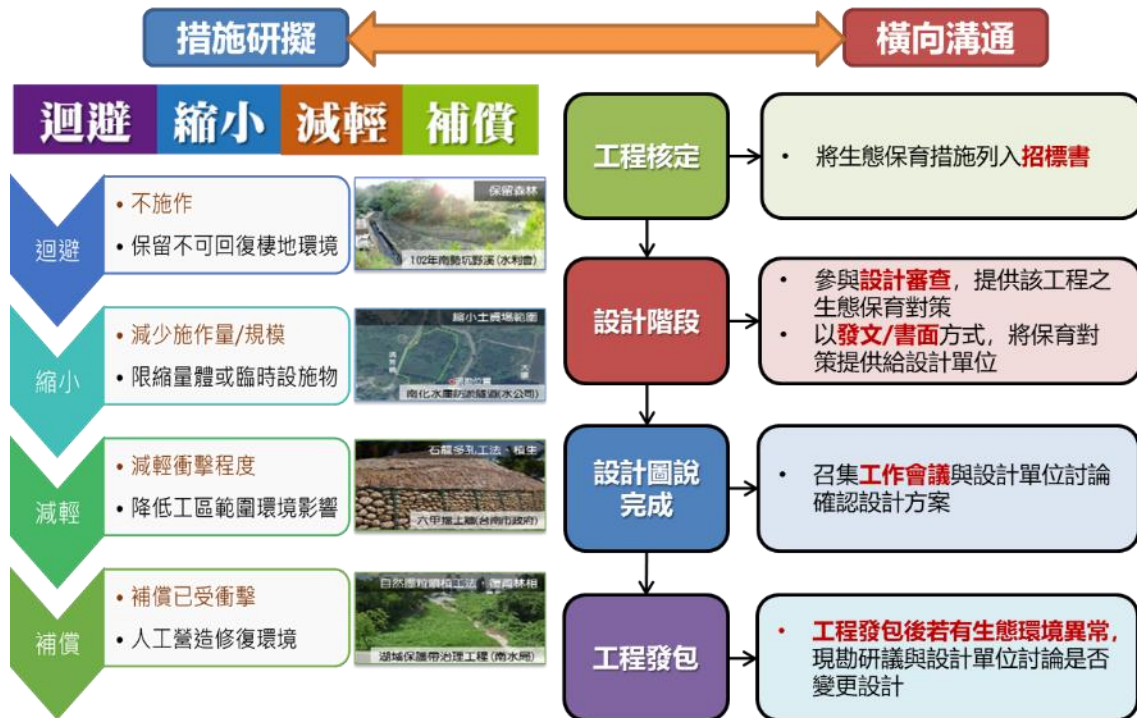 措施研擬
橫向溝通
迴避 縮小 減輕 補償
迴避
• 不施作
• 保留不可回復棲地環境
保留森林
102年南勢坑野溪(水利會)
縮小
• 減少施作量/規模
• 限縮量體或臨時設施物
縮小土資場範圍
南化水庫防淤隧道(水公司)
減輕
• 減輕衝擊程度
• 降低工區範圍環境影響
石籠多孔工法、植生
六甲擋土牆(台南市政府)
補償
• 補償已受衝擊
• 人工營造修復環境
湖域保護帶治理工程(南水局)
工程核定
• 將生態保育措施列入招標書
設計階段
• 參與設計審查，提供該工程之
生態保育對策
• 以發文/書面方式，將保育對
策提供給設計單位
設計圖說
完成
• 召集工作會議與設計單位討論
確認設計方案
工程發包
• 工程發包後若有生態環境異常，
現勘研議與設計單位討論是否
變更設計